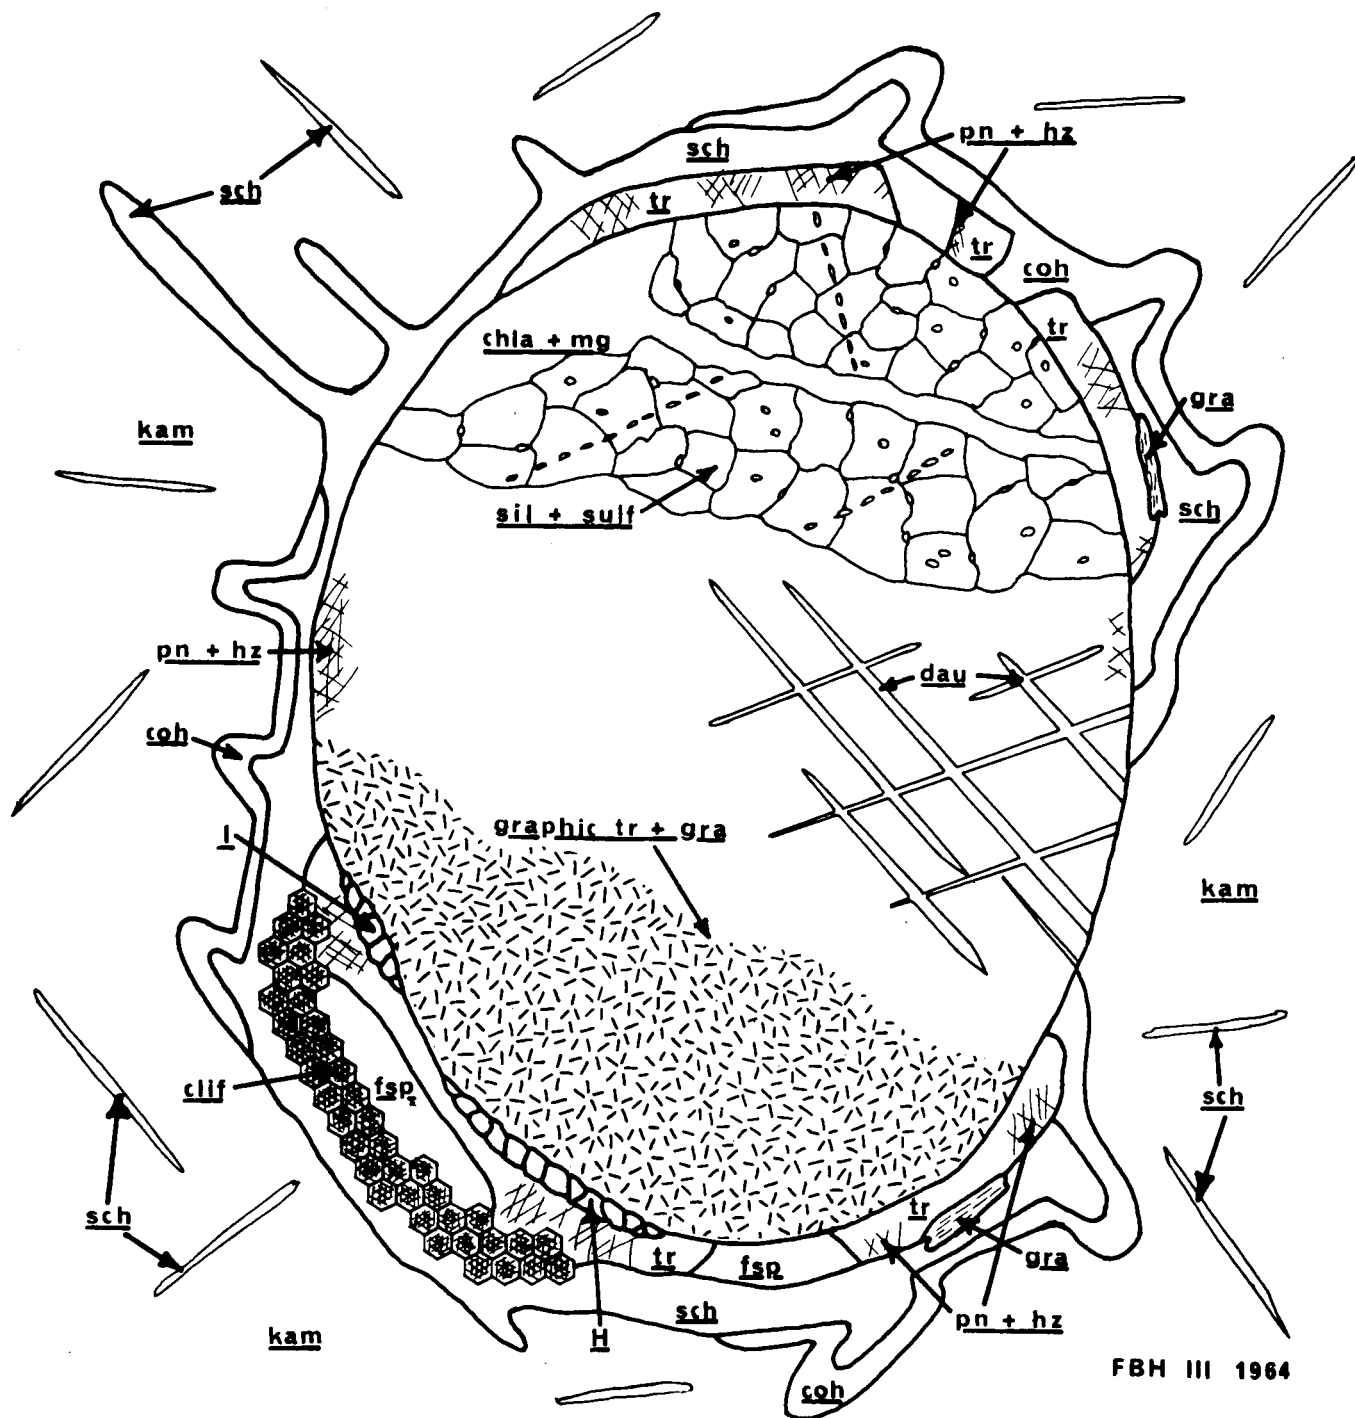 pn + hz
sch
sch
tr
tr
coh
tr
chla + mg
gra
kam
sil + sulf
sch
pn + hz
dau
coh
I
graphic tr + gra
kam
clif
fsp
sch
sch
tr
gra
tr
fsp
sch
pn + hz
kam
H
FBH III 1964
coh